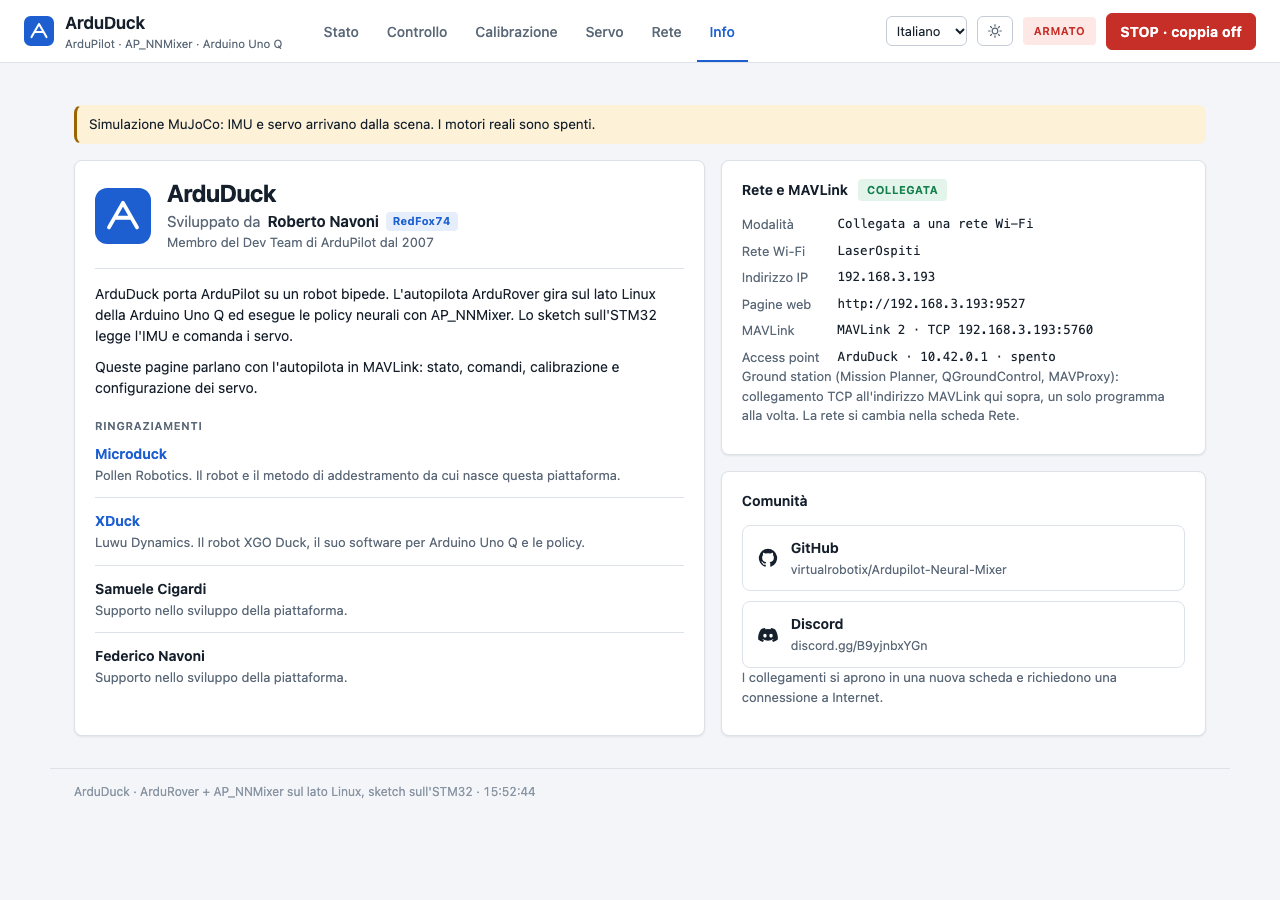 ArduDuck
ArduPilot · AP_NNMixer · Arduino Uno Q
Stato
Controllo
Calibrazione
Servo
Rete
Info
Italiano
ARMATO
STOP · coppia off
Simulazione MuJoCo: IMU e servo arrivano dalla scena. I motori reali sono spenti.
ArduDuck
Sviluppato da Roberto Navoni RedFox74
Membro del Dev Team di ArduPilot dal 2007
ArduDuck porta ArduPilot su un robot bipede. L'autopilota ArduRover gira sul lato Linux
della Arduino Uno Q ed esegue le policy neurali con AP_NNMixer. Lo sketch sull'STM32
legge l'IMU e comanda i servo.
Queste pagine parlano con l'autopilota in MAVLink: stato, comandi, calibrazione e
configurazione dei servo.
RINGRAZIAMENTI
Microduck
Pollen Robotics. Il robot e il metodo di addestramento da cui nasce questa piattaforma.
XDuck
Luwu Dynamics. Il robot XGO Duck, il suo software per Arduino Uno Q e le policy.
Samuele Cigardi
Supporto nello sviluppo della piattaforma.
Federico Navoni
Supporto nello sviluppo della piattaforma.
Rete e MAVLink COLLEGATA
Modalità Collegata a una rete Wi-Fi
Rete Wi-Fi LaserOspiti
Indirizzo IP 192.168.3.193
Pagine web http://192.168.3.193:9527
MAVLink MAVLink 2 · TCP 192.168.3.193:5760
Access point ArduDuck · 10.42.0.1 · spento
Ground station (Mission Planner, QGroundControl, MAVProxy):
collegamento TCP all'indirizzo MAVLink qui sopra, un solo programma
alla volta. La rete si cambia nella scheda Rete.
Comunità
GitHub
virtualrobotix/Ardupilot-Neural-Mixer
Discord
discord.gg/B9yjnbxYGn
I collegamenti si aprono in una nuova scheda e richiedono una
connessione a Internet.
ArduDuck · ArduRover + AP_NNMixer sul lato Linux, sketch sull'STM32 · 15:52:44